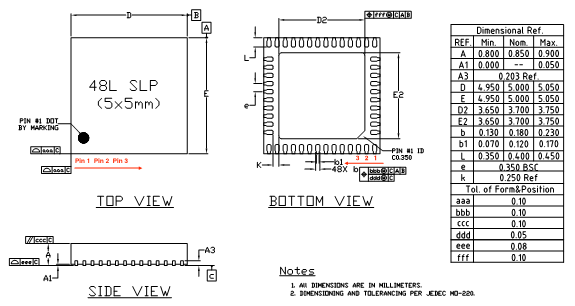 D
B
A
48L SLP
(5x5mm)
E
PIN #1 DOT
BY MARKING
aaa C
aaa C
Pin 1 Pin 2 Pin 3
TOP VIEW
D2
fff C A B
L
e
E2
PIN #1 ID
C0.350
K
b1
3 2 1
48X b
bbb C A B
ddd C
BOTTOM VIEW
// ccc C
A
A3
eee C
A1
C
SIDE VIEW
Notes
1. All DIMENSIONS ARE IN MILLIMETERS.
2. DIMENSIONING AND TOLERANCING PER JEDEC MO-220.
Dimensional Ref.
REF. Min. Nom. Max.
A 0.800 0.850 0.900
A1 0.000 -- 0.050
A3 0.203 Ref.
D 4.950 5.000 5.050
E 4.950 5.000 5.050
D2 3.650 3.700 3.750
E2 3.650 3.700 3.750
b 0.130 0.180 0.230
b1 0.070 0.120 0.170
L 0.350 0.400 0.450
e 0.350 BSC
k 0.250 Ref
Tol. of Form&Position
aaa 0.10
bbb 0.10
ccc 0.10
ddd 0.05
eee 0.08
fff 0.10